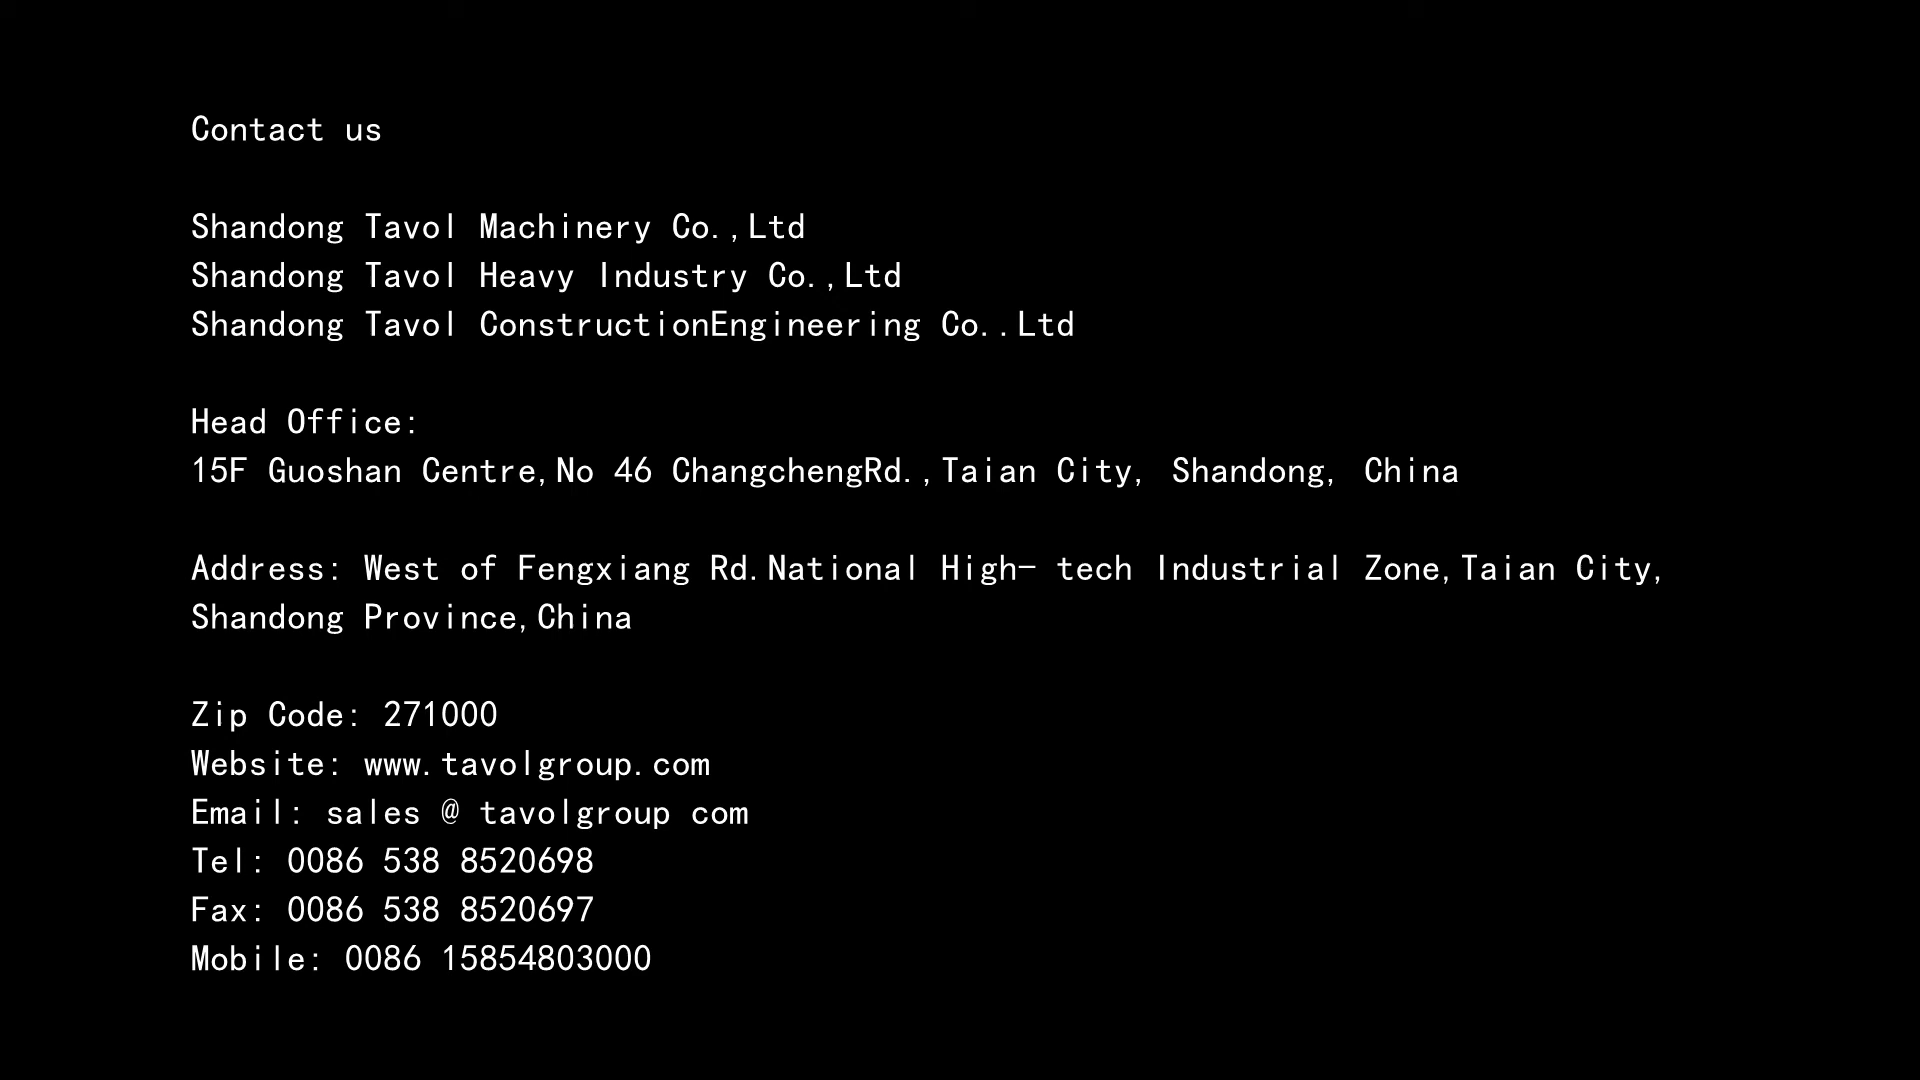 Contact us
Shandong Tavol Machinery Co.,Ltd
Shandong Tavol Heavy Industry Co.,Ltd
Shandong Tavol ConstructionEngineering Co..Ltd
Head Office:
15F Guoshan Centre,No 46 ChangchengRd.,Taian City, Shandong, China
Address: West of Fengxiang Rd.National High- tech Industrial Zone,Taian City,
Shandong Province,China
Zip Code: 271000
Website: www.tavolgroup.com
Email: sales @ tavolgroup com
Tel: 0086 538 8520698
Fax: 0086 538 8520697
Mobile: 0086 15854803000